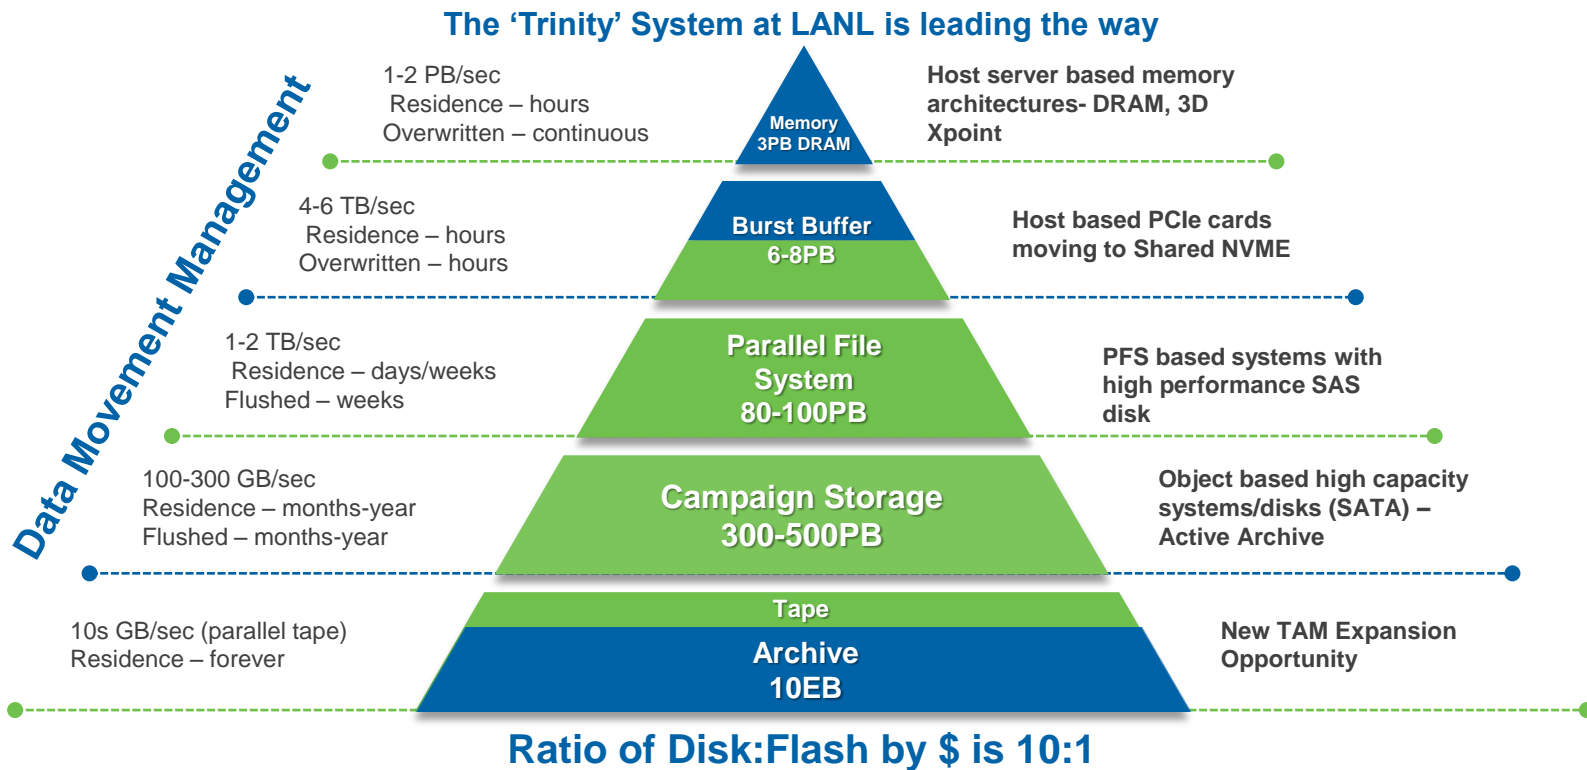 The ‘Trinity’ System at LANL is leading the way
Data Movement Management
1-2 PB/sec
Residence – hours
Overwritten – continuous
Memory
3PB DRAM
Host server based memory
architectures- DRAM, 3D
Xpoint
4-6 TB/sec
Residence – hours
Overwritten – hours
Burst Buffer
6-8PB
Host based PCIe cards
moving to Shared NVME
1-2 TB/sec
Residence – days/weeks
Flushed – weeks
Parallel File
System
80-100PB
PFS based systems with
high performance SAS
disk
100-300 GB/sec
Residence – months-year
Flushed – months-year
Campaign Storage
300-500PB
Object based high capacity
systems/disks (SATA) –
Active Archive
10s GB/sec (parallel tape)
Residence – forever
Tape
Archive
10EB
New TAM Expansion
Opportunity
Ratio of Disk:Flash by $ is 10:1